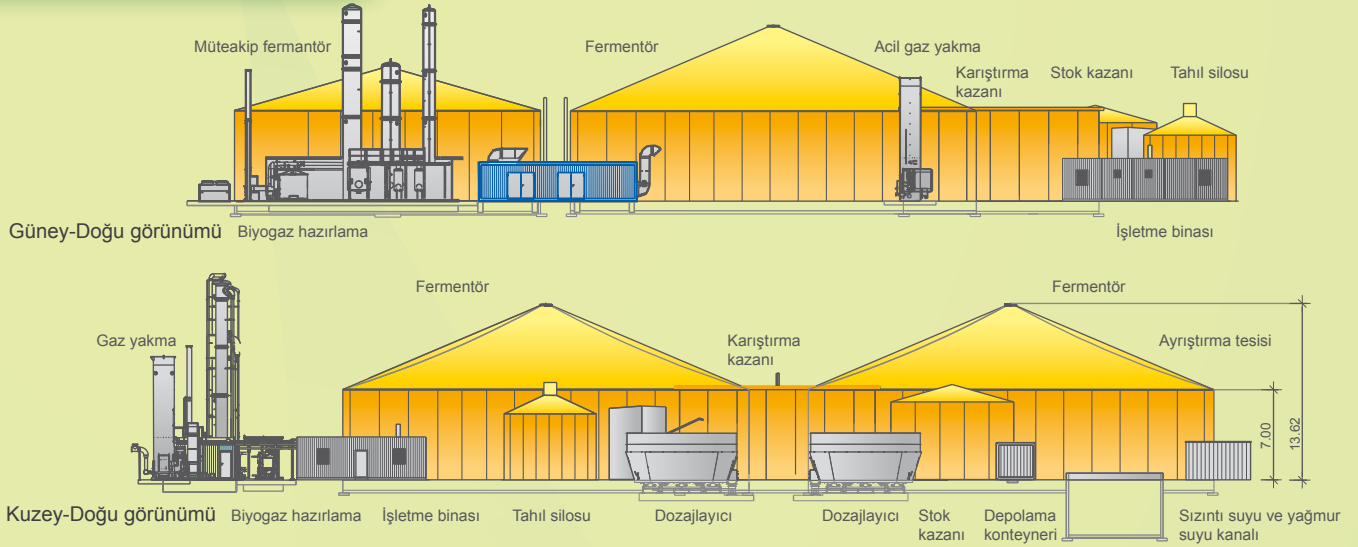 Müteakip fermantör
Fermentör
Acil gaz yakma
Karıştırma
kazanı
Stok kazanı
Tahıl silosu
Güney-Doğu görünümü
Biyogaz hazırlama
İşletme binası
Fermentör
Fermentör
Gaz yakma
Karıştırma
kazanı
Ayrıştırma tesisi
7.00
13.62
Kuzey-Doğu görünümü
Biyogaz hazırlama
İşletme binası
Tahıl silosu
Dozajlayıcı
Dozajlayıcı
Stok
kazanı
Depolama
konteyneri
Sızıntı suyu ve yağmur
suyu kanalı